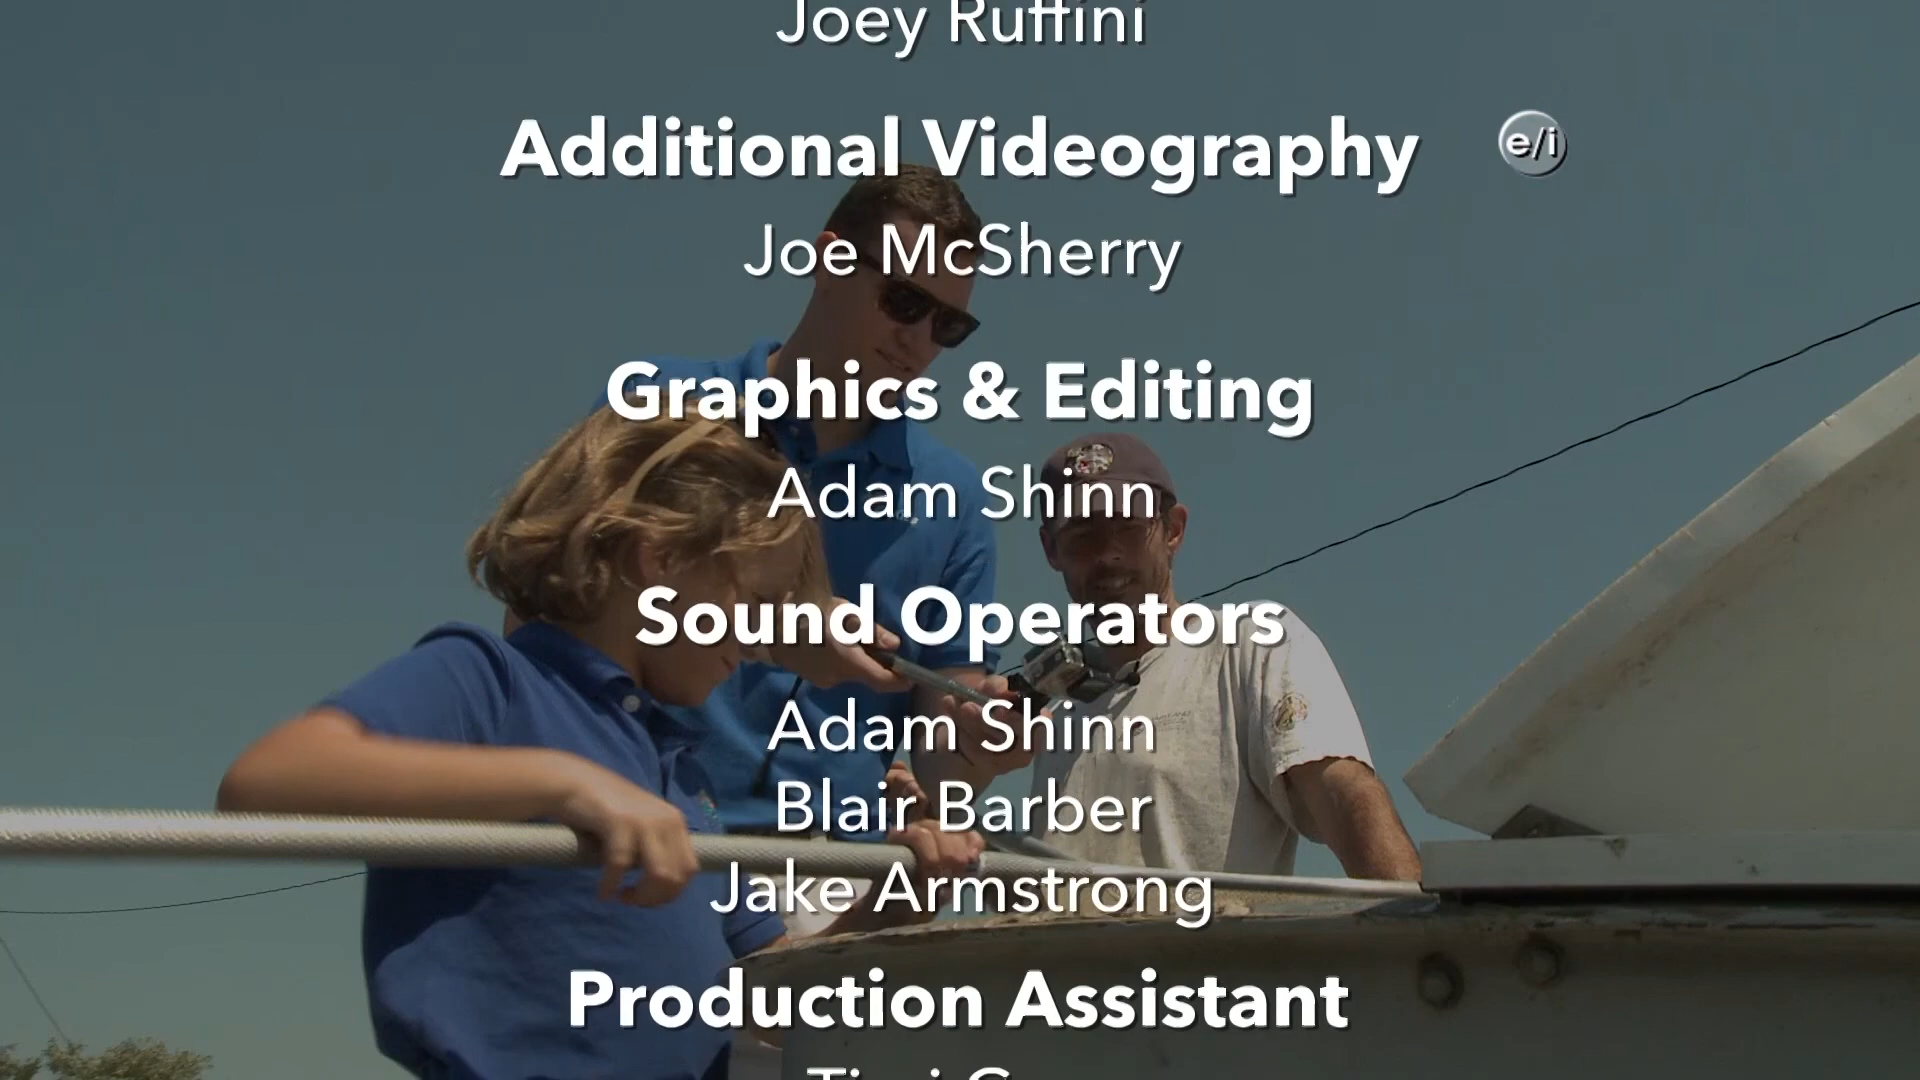 Joey Ruffini
Additional Videography
e/i
Joe McSherry
Graphics & Editing
Adam Shinn
Sound Operators
Adam Shinn
Blair Barber
Jake Armstrong
Production Assistant